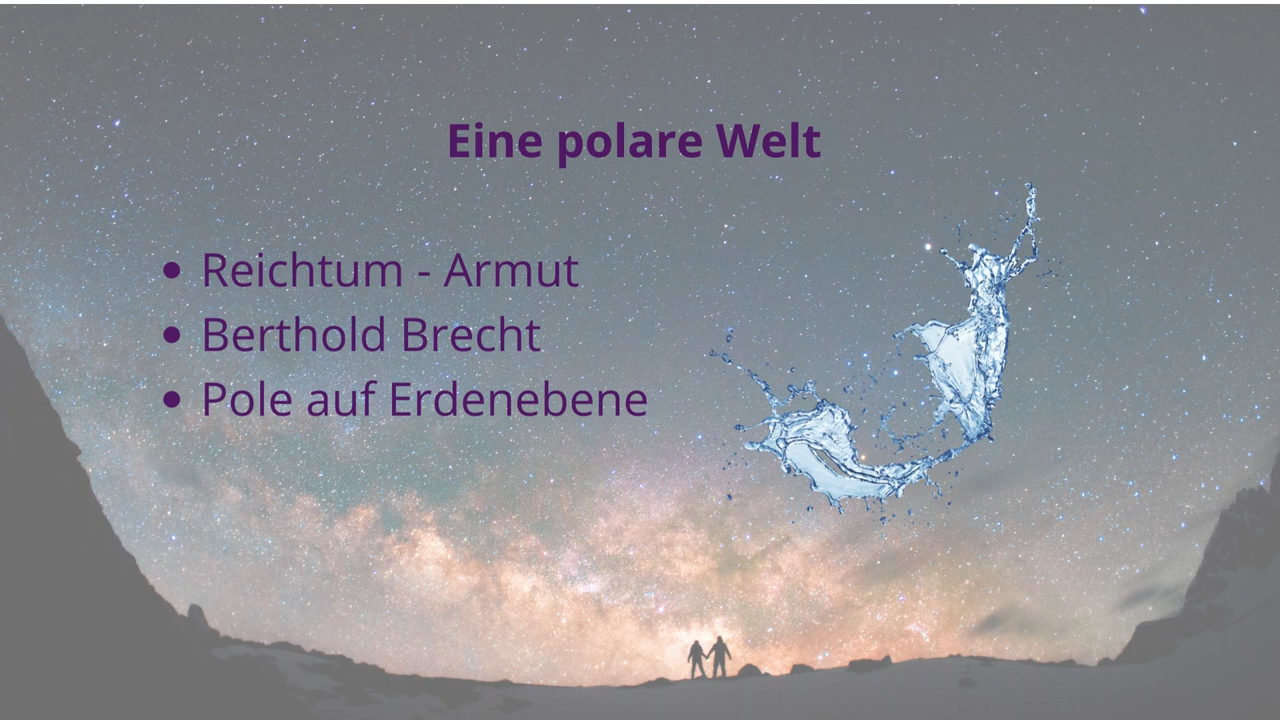 Eine polare Welt
• Reichtum - Armut
• Berthold Brecht
• Pole auf Erdenebene